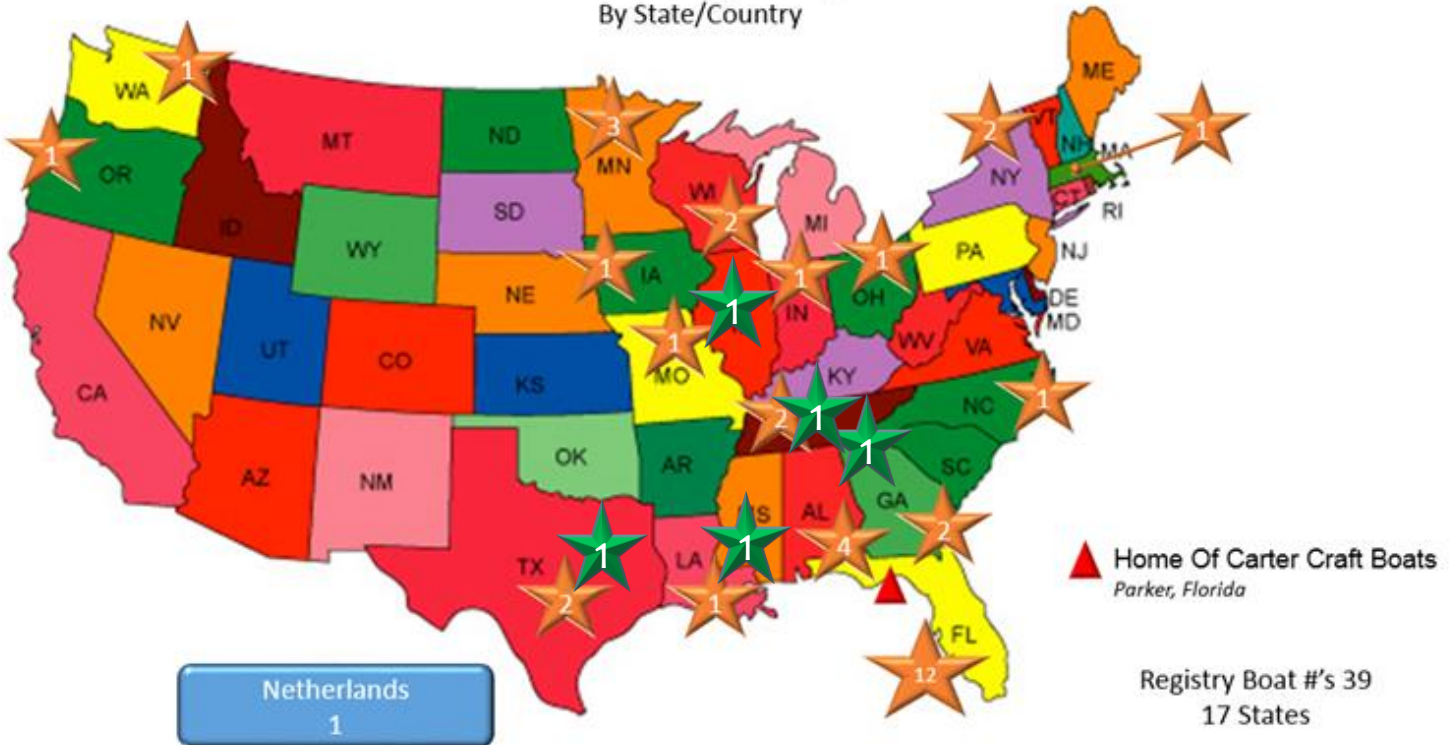 By State/Country
ME
1
WA
VT
1
2
1
3
ND
MT
NH
MA
1
OR
MN
NY
WI
CT
SD
RI
2
MI
ID
WY
PA
NJ
1
IA
1
1
NE
OH
DE
1
IN
NV
MD
UT
1
WV
VA
CO
MO
KY
KS
CA
1
NC
2
1
1
OK
AR
SC
AZ
NM
GA
MS
AL
2
1
1
4
TX
LA
Home Of Carter Craft Boats
Parker, Florida
2
1
FL
12
Netherlands
1
Registry Boat #'s 39
17 States